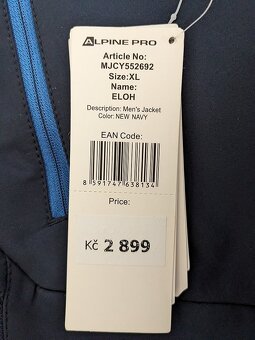 ALPINE PRO
Article No:
MJCY552692
Size:XL
Name:
ELOH
Description: Men's Jacket
Color: NEW NAVY
EAN Code:
8 591747 638134
Price:
Kč 2 899